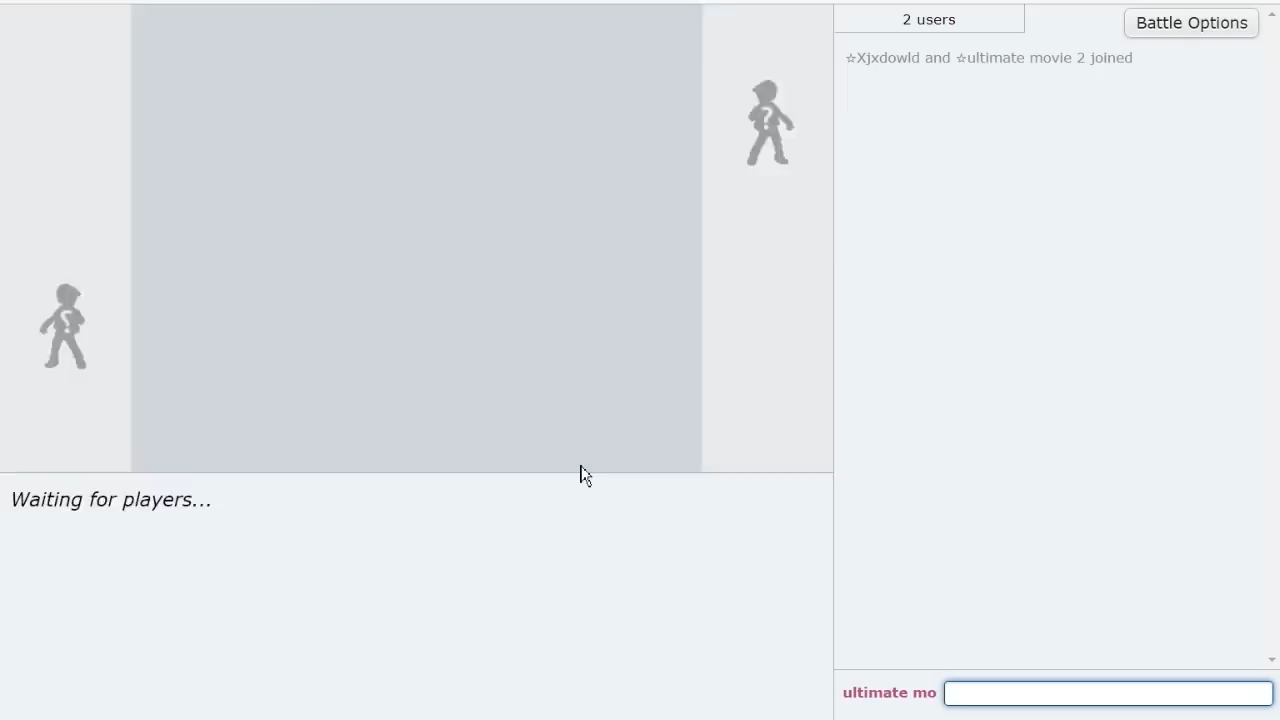 2 users
Battle Options
☆Xjxdowld and ☆ultimate movie 2 joined
?
?
Waiting for players...
ultimate mo